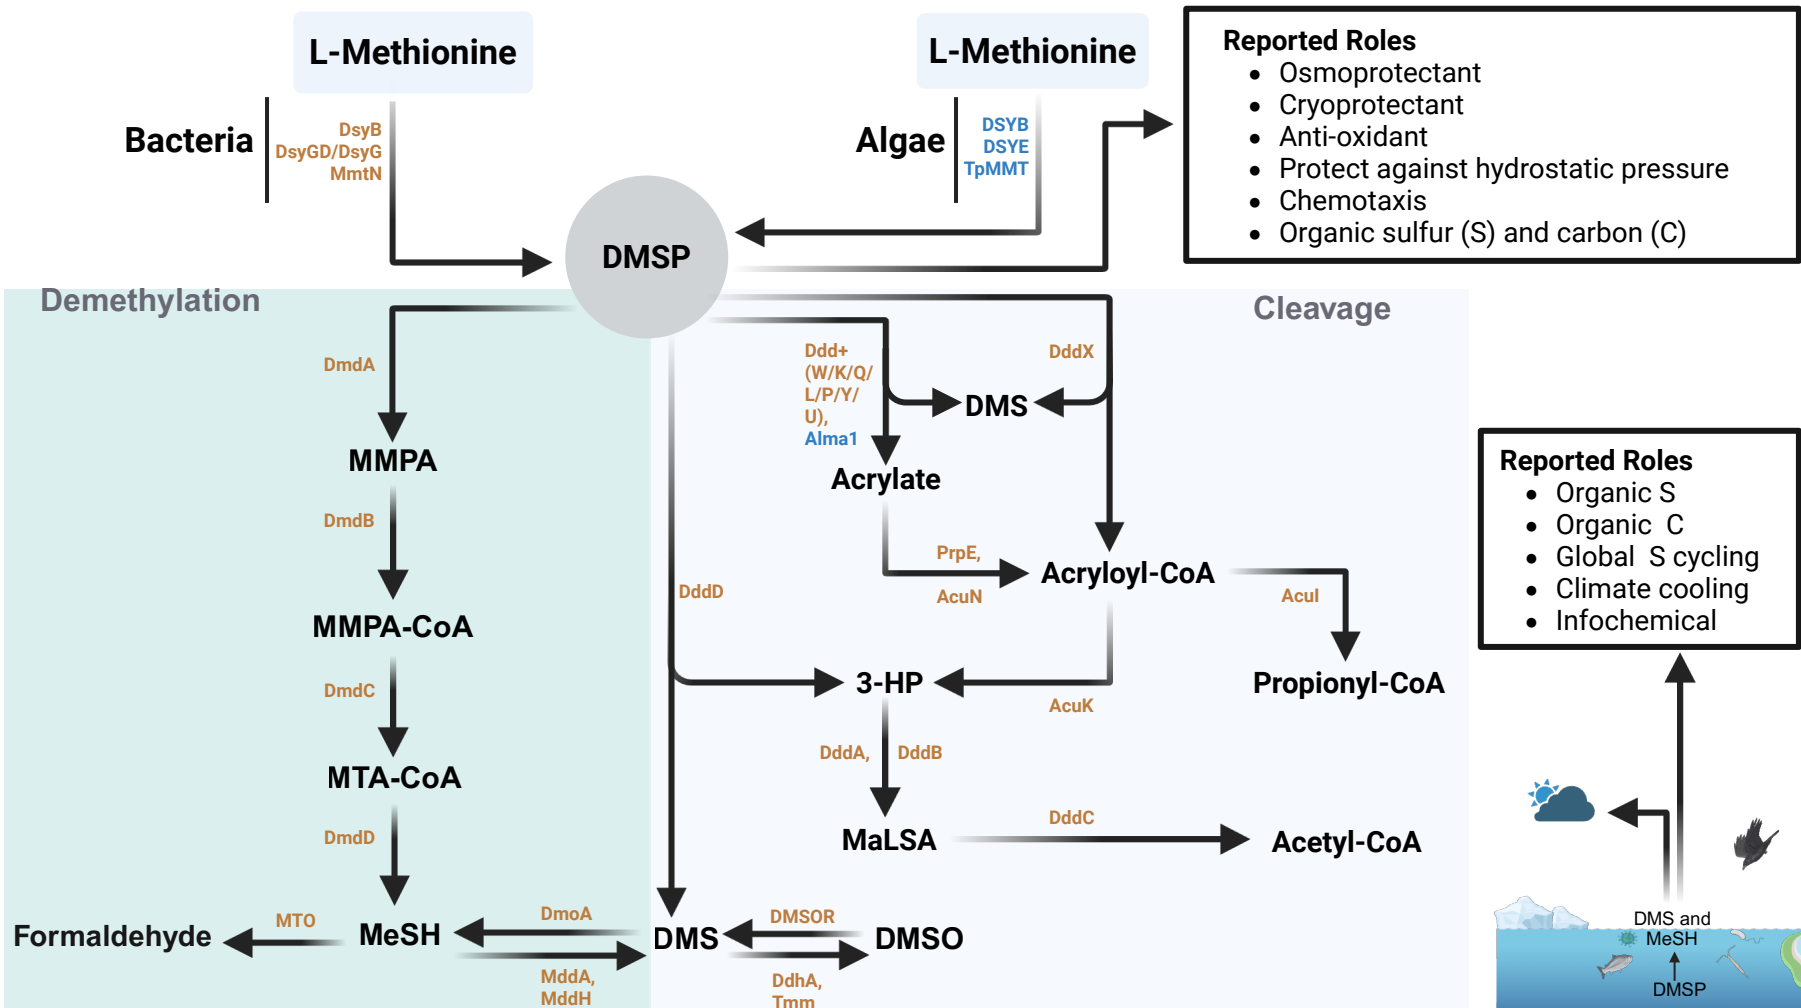 L-Methionine
L-Methionine
Bacteria
DsyB
DsyGD/DsyG
MmtN
Algae
DSYB
DSYE
TpMMT
Reported Roles
• Osmoprotectant
• Cryoprotectant
• Anti-oxidant
• Protect against hydrostatic pressure
• Chemotaxis
• Organic sulfur (S) and carbon (C)
DMSP
Demethylation
Cleavage
DmdA
Ddd+
(W/K/Q/
L/P/Y/
U),
Alma1
DddX
DMS
MMPA
Acrylate
DmdB
PrpE,
AcuN
Acryloyl-CoA
AcuI
DddD
MMPA-CoA
DmdC
3-HP
AcuK
Propionyl-CoA
Reported Roles
• Organic S
• Organic C
• Global S cycling
• Climate cooling
• Infochemical
DddA,
DddB
MTA-CoA
DmdD
MaLSA
DddC
Acetyl-CoA
Formaldehyde
MTO
MeSH
DmoA
MddA,
MddH
DMS
DMSOR
DdhA,
Tmm
DMSO
DMS and
MeSH
DMSP